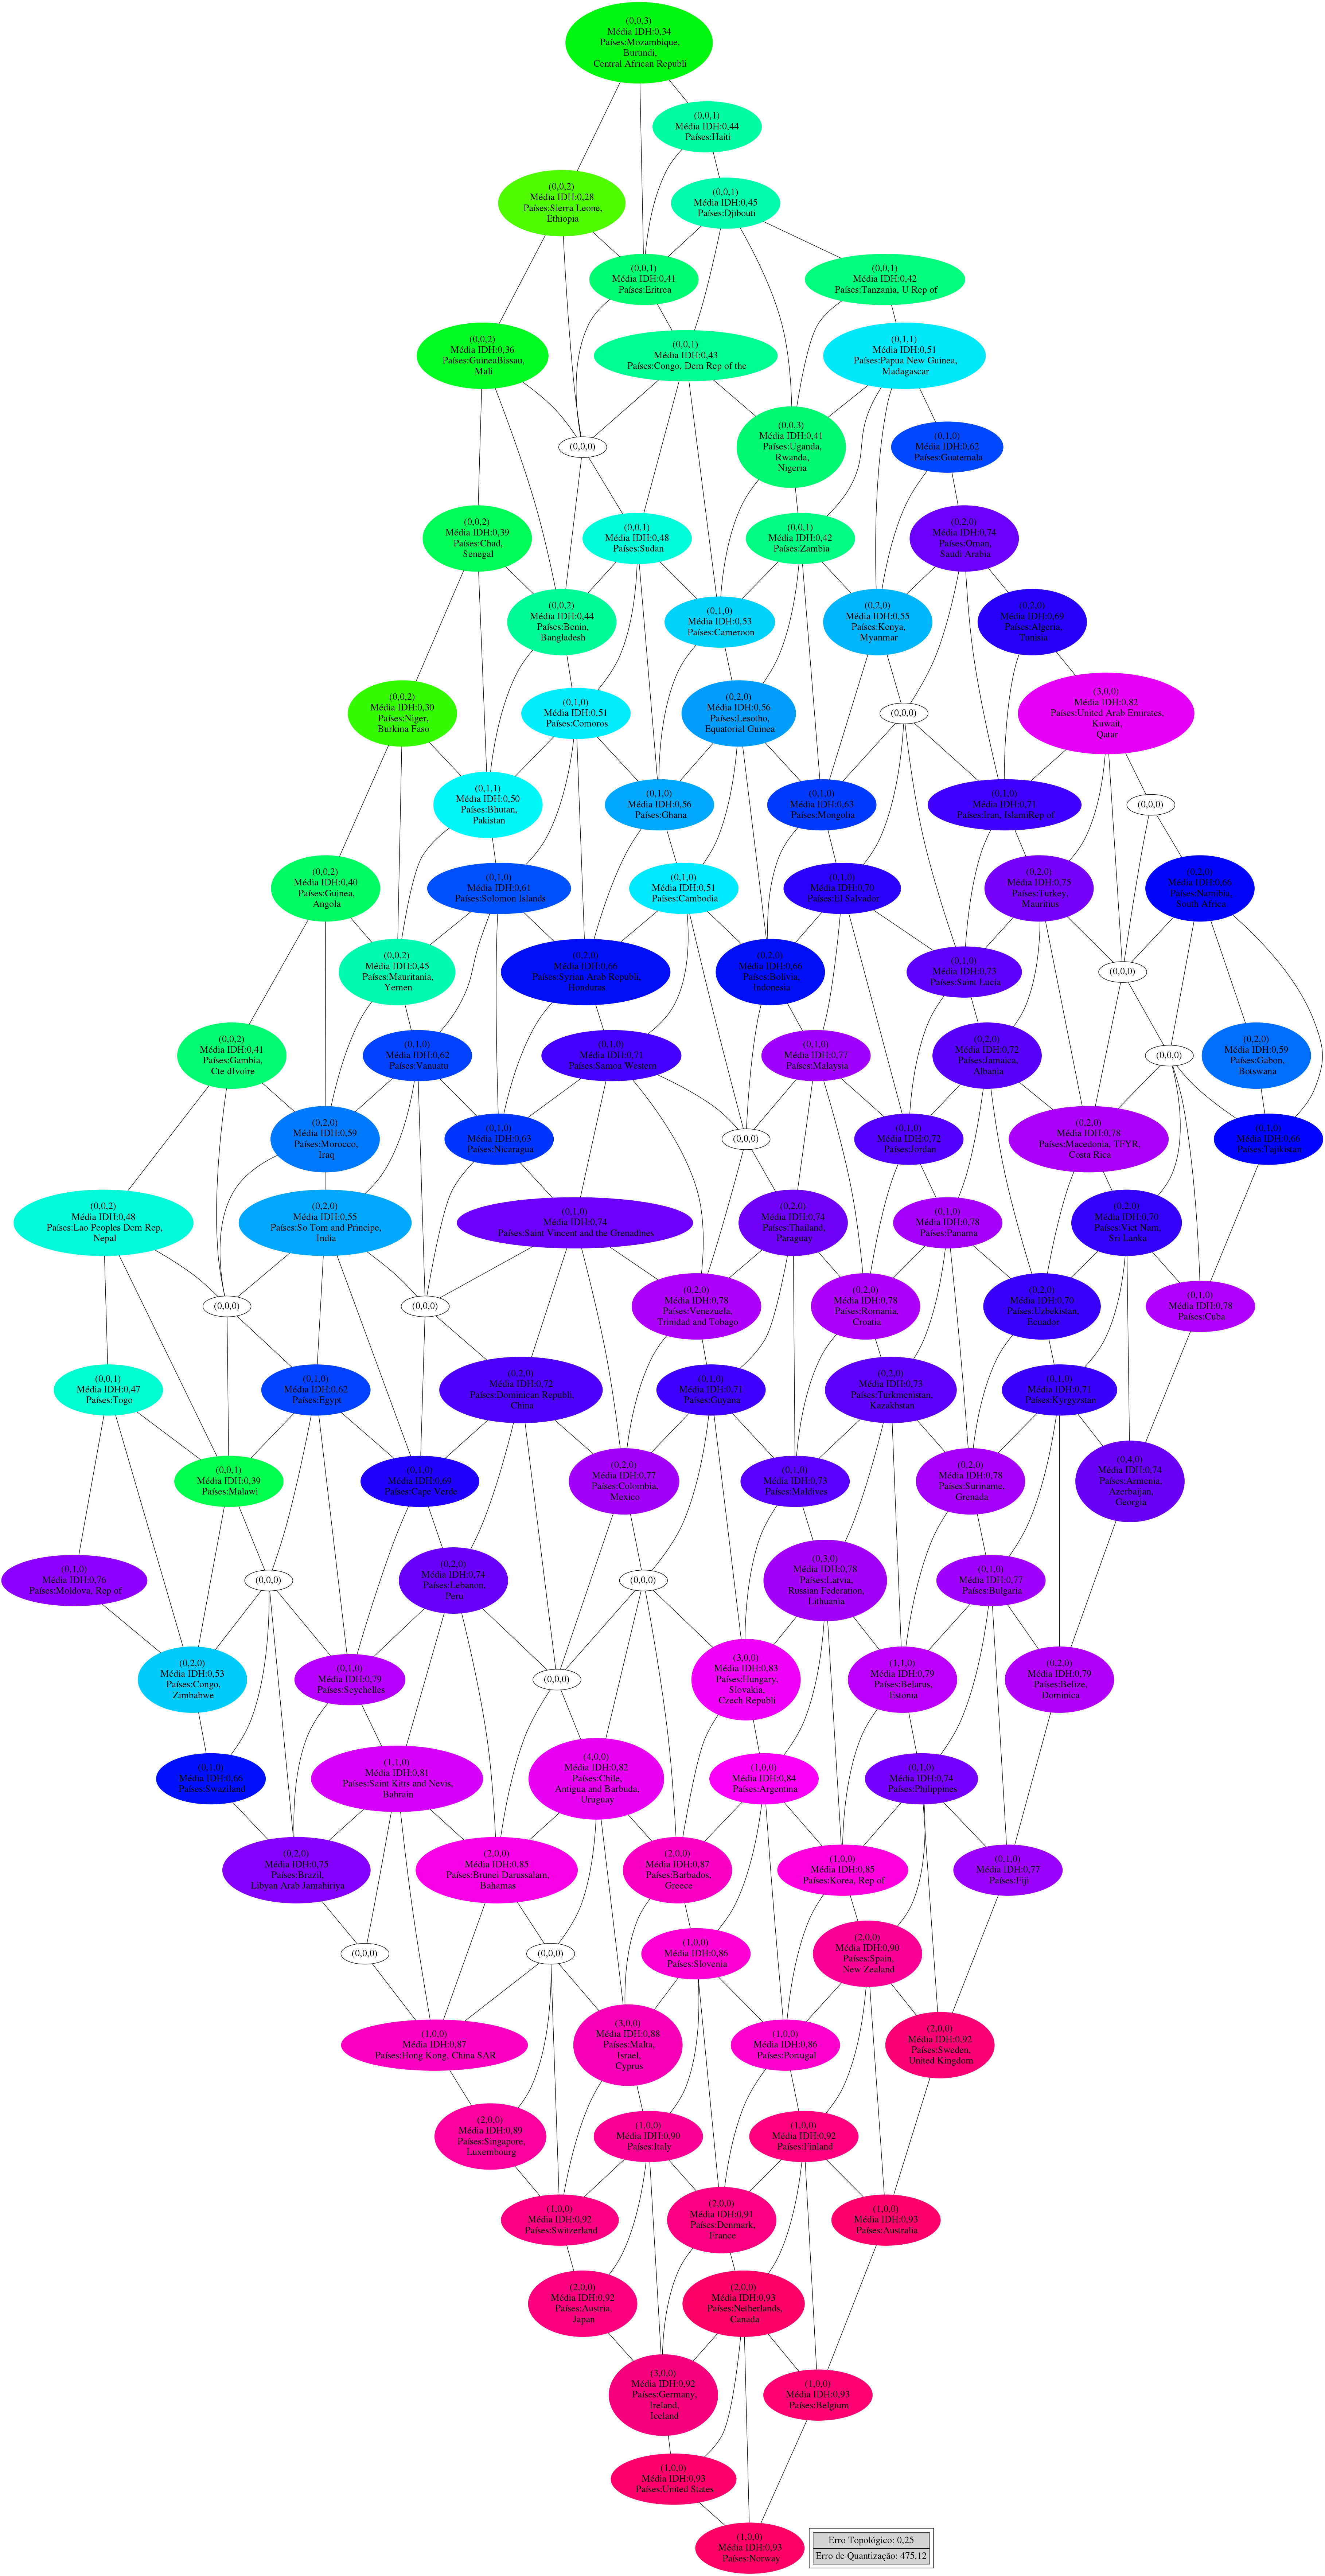 (0,0,3)
Média IDH:0,34
Países:Mozambique,
Burundi,
Central African Republi
(0,0,1)
Média IDH:0,44
Países:Haiti
(0,0,2)
Média IDH:0,28
Países:Sierra Leone,
Ethiopia
(0,0,1)
Média IDH:0,45
Países:Djibouti
(0,0,1)
Média IDH:0,41
Países:Eritrea
(0,0,1)
Média IDH:0,42
Países:Tanzania, U Rep of
(0,0,2)
Média IDH:0,36
Países:GuineaBissau,
Mali
(0,0,1)
Média IDH:0,43
Países:Congo, Dem Rep of the
(0,1,1)
Média IDH:0,51
Países:Papua New Guinea,
Madagascar
(0,0,0)
(0,0,3)
Média IDH:0,41
Países:Uganda,
Rwanda,
Nigeria
(0,1,0)
Média IDH:0,62
Países:Guatemala
(0,0,2)
Média IDH:0,39
Países:Chad,
Senegal
(0,0,1)
Média IDH:0,48
Países:Sudan
(0,0,1)
Média IDH:0,42
Países:Zambia
(0,2,0)
Média IDH:0,74
Países:Oman,
Saudi Arabia
(0,0,2)
Média IDH:0,44
Países:Benin,
Bangladesh
(0,1,0)
Média IDH:0,53
Países:Cameroon
(0,2,0)
Média IDH:0,55
Países:Kenya,
Myanmar
(0,2,0)
Média IDH:0,69
Países:Algeria,
Tunisia
(0,0,2)
Média IDH:0,30
Países:Niger,
Burkina Faso
(0,1,0)
Média IDH:0,51
Países:Comoros
(0,2,0)
Média IDH:0,56
Países:Lesotho,
Equatorial Guinea
(0,0,0)
(3,0,0)
Média IDH:0,82
Países:United Arab Emirates,
Kuwait,
Qatar
(0,1,1)
Média IDH:0,50
Países:Bhutan,
Pakistan
(0,1,0)
Média IDH:0,56
Países:Ghana
(0,1,0)
Média IDH:0,63
Países:Mongolia
(0,1,0)
Média IDH:0,71
Países:Iran, IslamiRep of
(0,0,0)
(0,0,2)
Média IDH:0,40
Países:Guinea,
Angola
(0,1,0)
Média IDH:0,61
Países:Solomon Islands
(0,1,0)
Média IDH:0,51
Países:Cambodia
(0,1,0)
Média IDH:0,70
Países:El Salvador
(0,2,0)
Média IDH:0,75
Países:Turkey,
Mauritius
(0,2,0)
Média IDH:0,66
Países:Namibia,
South Africa
(0,0,2)
Média IDH:0,45
Países:Mauritania,
Yemen
(0,2,0)
Média IDH:0,66
Países:Syrian Arab Republi,
Honduras
(0,2,0)
Média IDH:0,66
Países:Bolivia,
Indonesia
(0,1,0)
Média IDH:0,73
Países:Saint Lucia
(0,0,0)
(0,0,2)
Média IDH:0,41
Países:Gambia,
Cte dIvoire
(0,1,0)
Média IDH:0,62
Países:Vanuatu
(0,1,0)
Média IDH:0,71
Países:Samoa Western
(0,1,0)
Média IDH:0,77
Países:Malaysia
(0,2,0)
Média IDH:0,72
Países:Jamaica,
Albania
(0,0,0)
(0,2,0)
Média IDH:0,59
Países:Gabon,
Botswana
(0,2,0)
Média IDH:0,59
Países:Morocco,
Iraq
(0,1,0)
Média IDH:0,63
Países:Nicaragua
(0,0,0)
(0,1,0)
Média IDH:0,72
Países:Jordan
(0,2,0)
Média IDH:0,78
Países:Macedonia, TFYR,
Costa Rica
(0,1,0)
Média IDH:0,66
Países:Tajikistan
(0,0,2)
Média IDH:0,48
Países:Lao Peoples Dem Rep,
Nepal
(0,2,0)
Média IDH:0,55
Países:So Tom and Principe,
India
(0,1,0)
Média IDH:0,74
Países:Saint Vincent and the Grenadines
(0,2,0)
Média IDH:0,74
Países:Thailand,
Paraguay
(0,1,0)
Média IDH:0,78
Países:Panama
(0,2,0)
Média IDH:0,70
Países:Viet Nam,
Sri Lanka
(0,0,0)
(0,0,0)
(0,2,0)
Média IDH:0,78
Países:Venezuela,
Trinidad and Tobago
(0,2,0)
Média IDH:0,78
Países:Romania,
Croatia
(0,2,0)
Média IDH:0,70
Países:Uzbekistan,
Ecuador
(0,1,0)
Média IDH:0,78
Países:Cuba
(0,0,1)
Média IDH:0,47
Países:Togo
(0,1,0)
Média IDH:0,62
Países:Egypt
(0,2,0)
Média IDH:0,72
Países:Dominican Republi,
China
(0,1,0)
Média IDH:0,71
Países:Guyana
(0,2,0)
Média IDH:0,73
Países:Turkmenistan,
Kazakhstan
(0,1,0)
Média IDH:0,71
Países:Kyrgyzstan
(0,0,1)
Média IDH:0,39
Países:Malawi
(0,1,0)
Média IDH:0,69
Países:Cape Verde
(0,2,0)
Média IDH:0,77
Países:Colombia,
Mexico
(0,1,0)
Média IDH:0,73
Países:Maldives
(0,2,0)
Média IDH:0,78
Países:Suriname,
Grenada
(0,4,0)
Média IDH:0,74
Países:Armenia,
Azerbaijan,
Georgia
(0,1,0)
Média IDH:0,76
Países:Moldova, Rep of
(0,0,0)
(0,2,0)
Média IDH:0,74
Países:Lebanon,
Peru
(0,0,0)
(0,3,0)
Média IDH:0,78
Países:Latvia,
Russian Federation,
Lithuania
(0,1,0)
Média IDH:0,77
Países:Bulgaria
(0,2,0)
Média IDH:0,53
Países:Congo,
Zimbabwe
(0,1,0)
Média IDH:0,79
Países:Seychelles
(0,0,0)
(3,0,0)
Média IDH:0,83
Países:Hungary,
Slovakia,
Czech Republi
(1,1,0)
Média IDH:0,79
Países:Belarus,
Estonia
(0,2,0)
Média IDH:0,79
Países:Belize,
Dominica
(0,1,0)
Média IDH:0,66
Países:Swaziland
(1,1,0)
Média IDH:0,81
Países:Saint Kitts and Nevis,
Bahrain
(4,0,0)
Média IDH:0,82
Países:Chile,
Antigua and Barbuda,
Uruguay
(1,0,0)
Média IDH:0,84
Países:Argentina
(0,1,0)
Média IDH:0,74
Países:Philippines
(0,2,0)
Média IDH:0,75
Países:Brazil,
Libyan Arab Jamahiriya
(2,0,0)
Média IDH:0,85
Países:Brunei Darussalam,
Bahamas
(2,0,0)
Média IDH:0,87
Países:Barbados,
Greece
(1,0,0)
Média IDH:0,85
Países:Korea, Rep of
(0,1,0)
Média IDH:0,77
Países:Fiji
(0,0,0)
(0,0,0)
(1,0,0)
Média IDH:0,86
Países:Slovenia
(2,0,0)
Média IDH:0,90
Países:Spain,
New Zealand
(1,0,0)
Média IDH:0,87
Países:Hong Kong, China SAR
(3,0,0)
Média IDH:0,88
Países:Malta,
Israel,
Cyprus
(1,0,0)
Média IDH:0,86
Países:Portugal
(2,0,0)
Média IDH:0,92
Países:Sweden,
United Kingdom
(2,0,0)
Média IDH:0,89
Países:Singapore,
Luxembourg
(1,0,0)
Média IDH:0,90
Países:Italy
(1,0,0)
Média IDH:0,92
Países:Finland
(1,0,0)
Média IDH:0,92
Países:Switzerland
(2,0,0)
Média IDH:0,91
Países:Denmark,
France
(1,0,0)
Média IDH:0,93
Países:Australia
(2,0,0)
Média IDH:0,92
Países:Austria,
Japan
(2,0,0)
Média IDH:0,93
Países:Netherlands,
Canada
(3,0,0)
Média IDH:0,92
Países:Germany,
Ireland,
Iceland
(1,0,0)
Média IDH:0,93
Países:Belgium
(1,0,0)
Média IDH:0,93
Países:United States
(1,0,0)
Média IDH:0,93
Países:Norway
Erro Topológico: 0,25
Erro de Quantização: 475,12